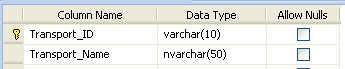 Column Name Data Type Allow Nulls
Transport_ID varchar(10)
Transport_Name nvarchar(50)